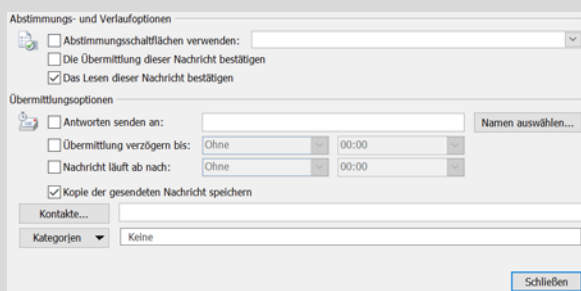 Abstimmungs- und Verlaufoptionen
Abstimmungsschaltflächen verwenden:
Die Übermittlung dieser Nachricht bestätigen
Das Lesen dieser Nachricht bestätigen
Übermittlungsoptionen
Antworten senden an: Namen auswählen...
Übermittlung verzögern bis: Ohne 00:00
Nachricht läuft ab nach: Ohne 00:00
Kopie der gesendeten Nachricht speichern
Kontakte...
Kategorien Keine
Schließen